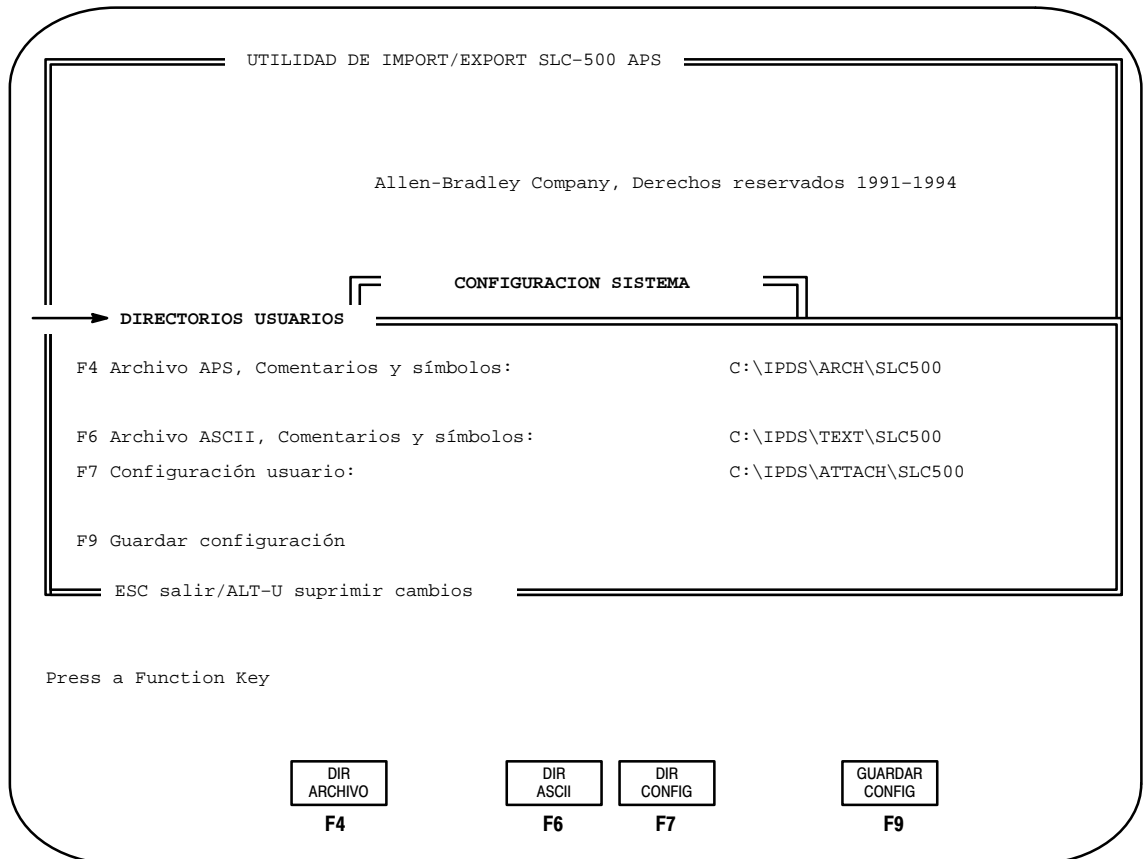 UTILIDAD DE IMPORT/EXPORT SLC-500 APS
Allen-Bradley Company, Derechos reservados 1991-1994
CONFIGURACION SISTEMA
DIRECTORIOS USUARIOS
F4 Archivo APS, Comentarios y símbolos: C:\IPDS\ARCH\SLC500
F6 Archivo ASCII, Comentarios y símbolos: C:\IPDS\TEXT\SLC500
F7 Configuración usuario: C:\IPDS\ATTACH\SLC500
F9 Guardar configuración
ESC salir/ALT-U suprimir cambios
Press a Function Key
DIR ARCHIVO
F4
DIR ASCII
F6
DIR CONFIG
F7
GUARDAR CONFIG
F9